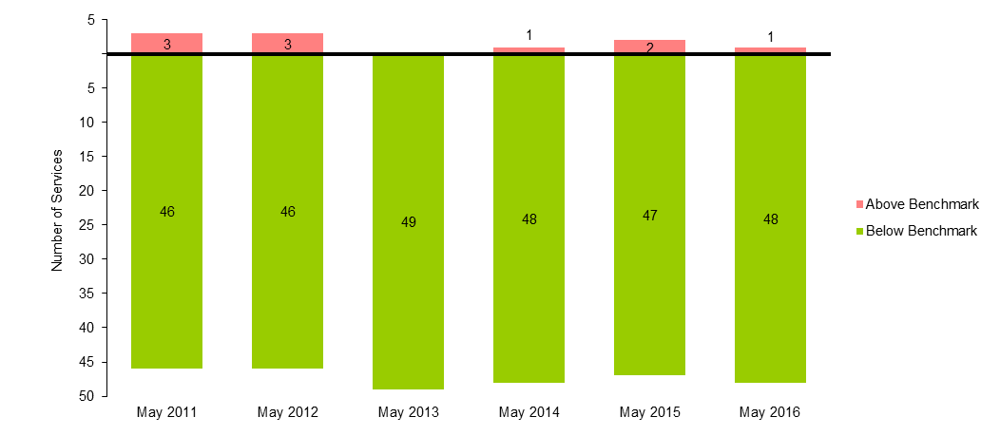 5
3
3
1
2
1
5
10
15
20
25
30
35
40
45
50
Number of Services
46
46
49
48
47
48
Above Benchmark
Below Benchmark
May 2011
May 2012
May 2013
May 2014
May 2015
May 2016